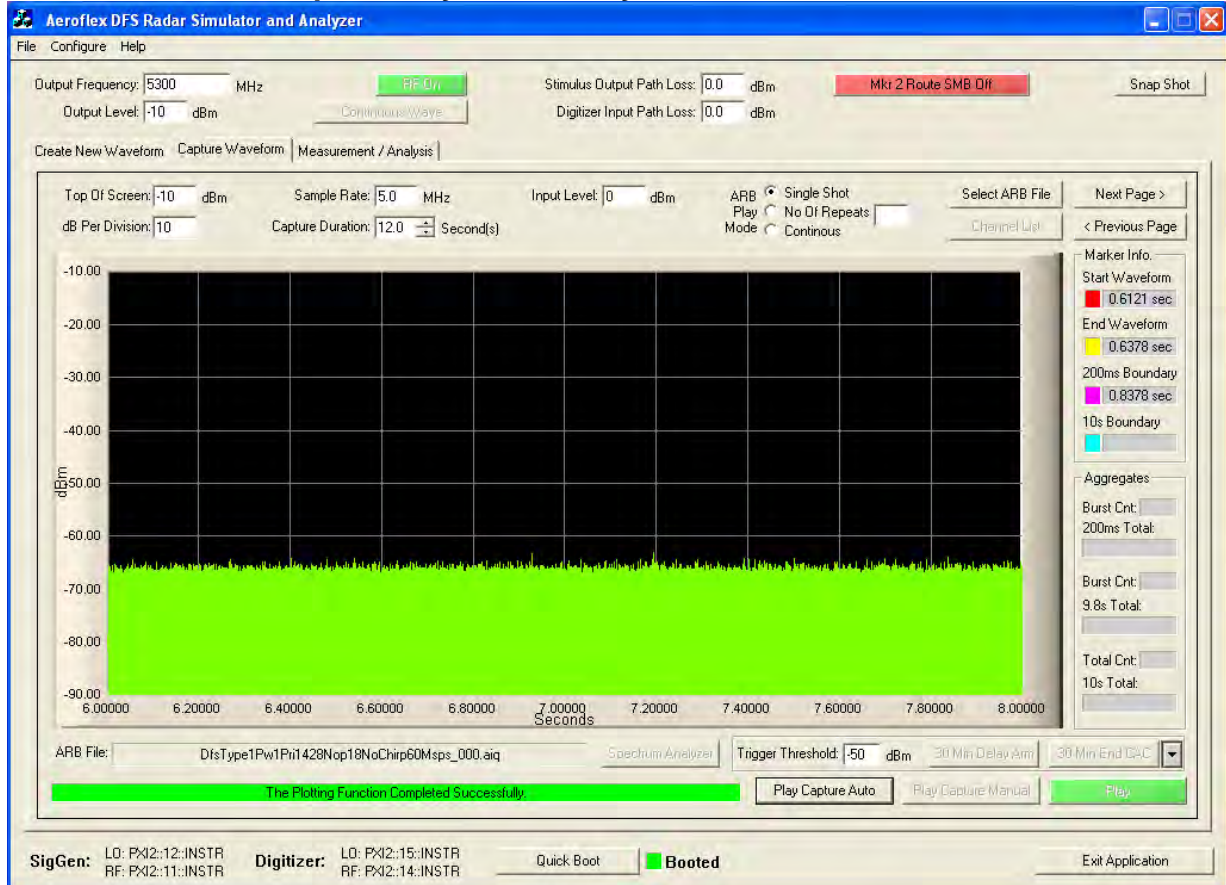 Aeroflex DFS Radar Simulator and Analyzer
File Configure Help
Output Frequency: 5300 MHz RF On Stimulus Output Path Loss: 0.0 dBm Mkr 2 Route SMB Off Snap Shot
Output Level: -10 dBm Continuous Wave Digitizer Input Path Loss: 0.0 dBm
Create New Waveform Capture Waveform Measurement / Analysis
Top Of Screen: -10 dBm Sample Rate: 5.0 MHz Input Level: 0 dBm ARB Play Mode Single Shot Select ARB File Next Page >
dB Per Division: 10 Capture Duration: 12.0 Second(s) No Of Repeats Channel List < Previous Page
Continous
Marker Info.
Start Waveform
0.6121 sec
End Waveform
0.6378 sec
200ms Boundary
0.8378 sec
10s Boundary
Aggregates
Burst Cnt:
200ms Total:
Burst Cnt:
9.8s Total:
Total Cnt:
10s Total:
-10.00
-20.00
-30.00
-40.00
dBm
-50.00
-60.00
-70.00
-80.00
-90.00
6.00000 6.20000 6.40000 6.60000 6.80000 7.00000 7.20000 7.40000 7.60000 7.80000 8.00000
Seconds
ARB File: DfsType1Pw1Pri1428Nop18NoChirp60Msps_000.aiq Spectrum Analyzer Trigger Threshold: -50 dBm 30 Min Delay Arm 30 Min End CAC
The Plotting Function Completed Successfully. Play Capture Auto Play Capture Manual Play
SigGen: LO: PXI2::12::INSTR Digitizer: LO: PXI2::15::INSTR Quick Boot Booted Exit Application
RF: PXI2::11::INSTR RF: PXI2::14::INSTR